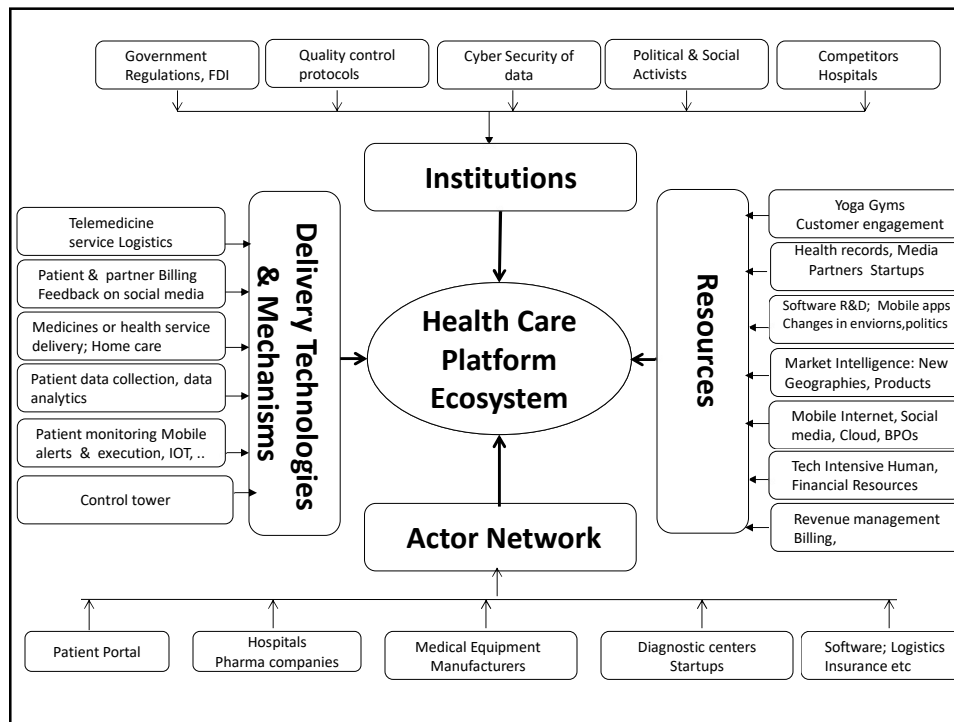 Government
Regulations, FDI
Quality control
protocols
Cyber Security of
data
Political & Social
Activists
Competitors
Hospitals
Institutions
Telemedicine
service Logistics
Patient & partner Billing
Feedback on social media
Medicines or health service
delivery; Home care
Patient data collection, data
analytics
Patient monitoring Mobile
alerts & execution, IOT, ..
Control tower
Delivery Technologies
& Mechanisms
Health Care
Platform
Ecosystem
Resources
Yoga Gyms
Customer engagement
Health records, Media
Partners Startups
Software R&D; Mobile apps
Changes in enviorns,politics
Market Intelligence: New
Geographies, Products
Mobile Internet, Social
media, Cloud, BPOs
Tech Intensive Human,
Financial Resources
Revenue management
Billing,
Actor Network
Patient Portal
Hospitals
Pharma companies
Medical Equipment
Manufacturers
Diagnostic centers
Startups
Software; Logistics
Insurance etc